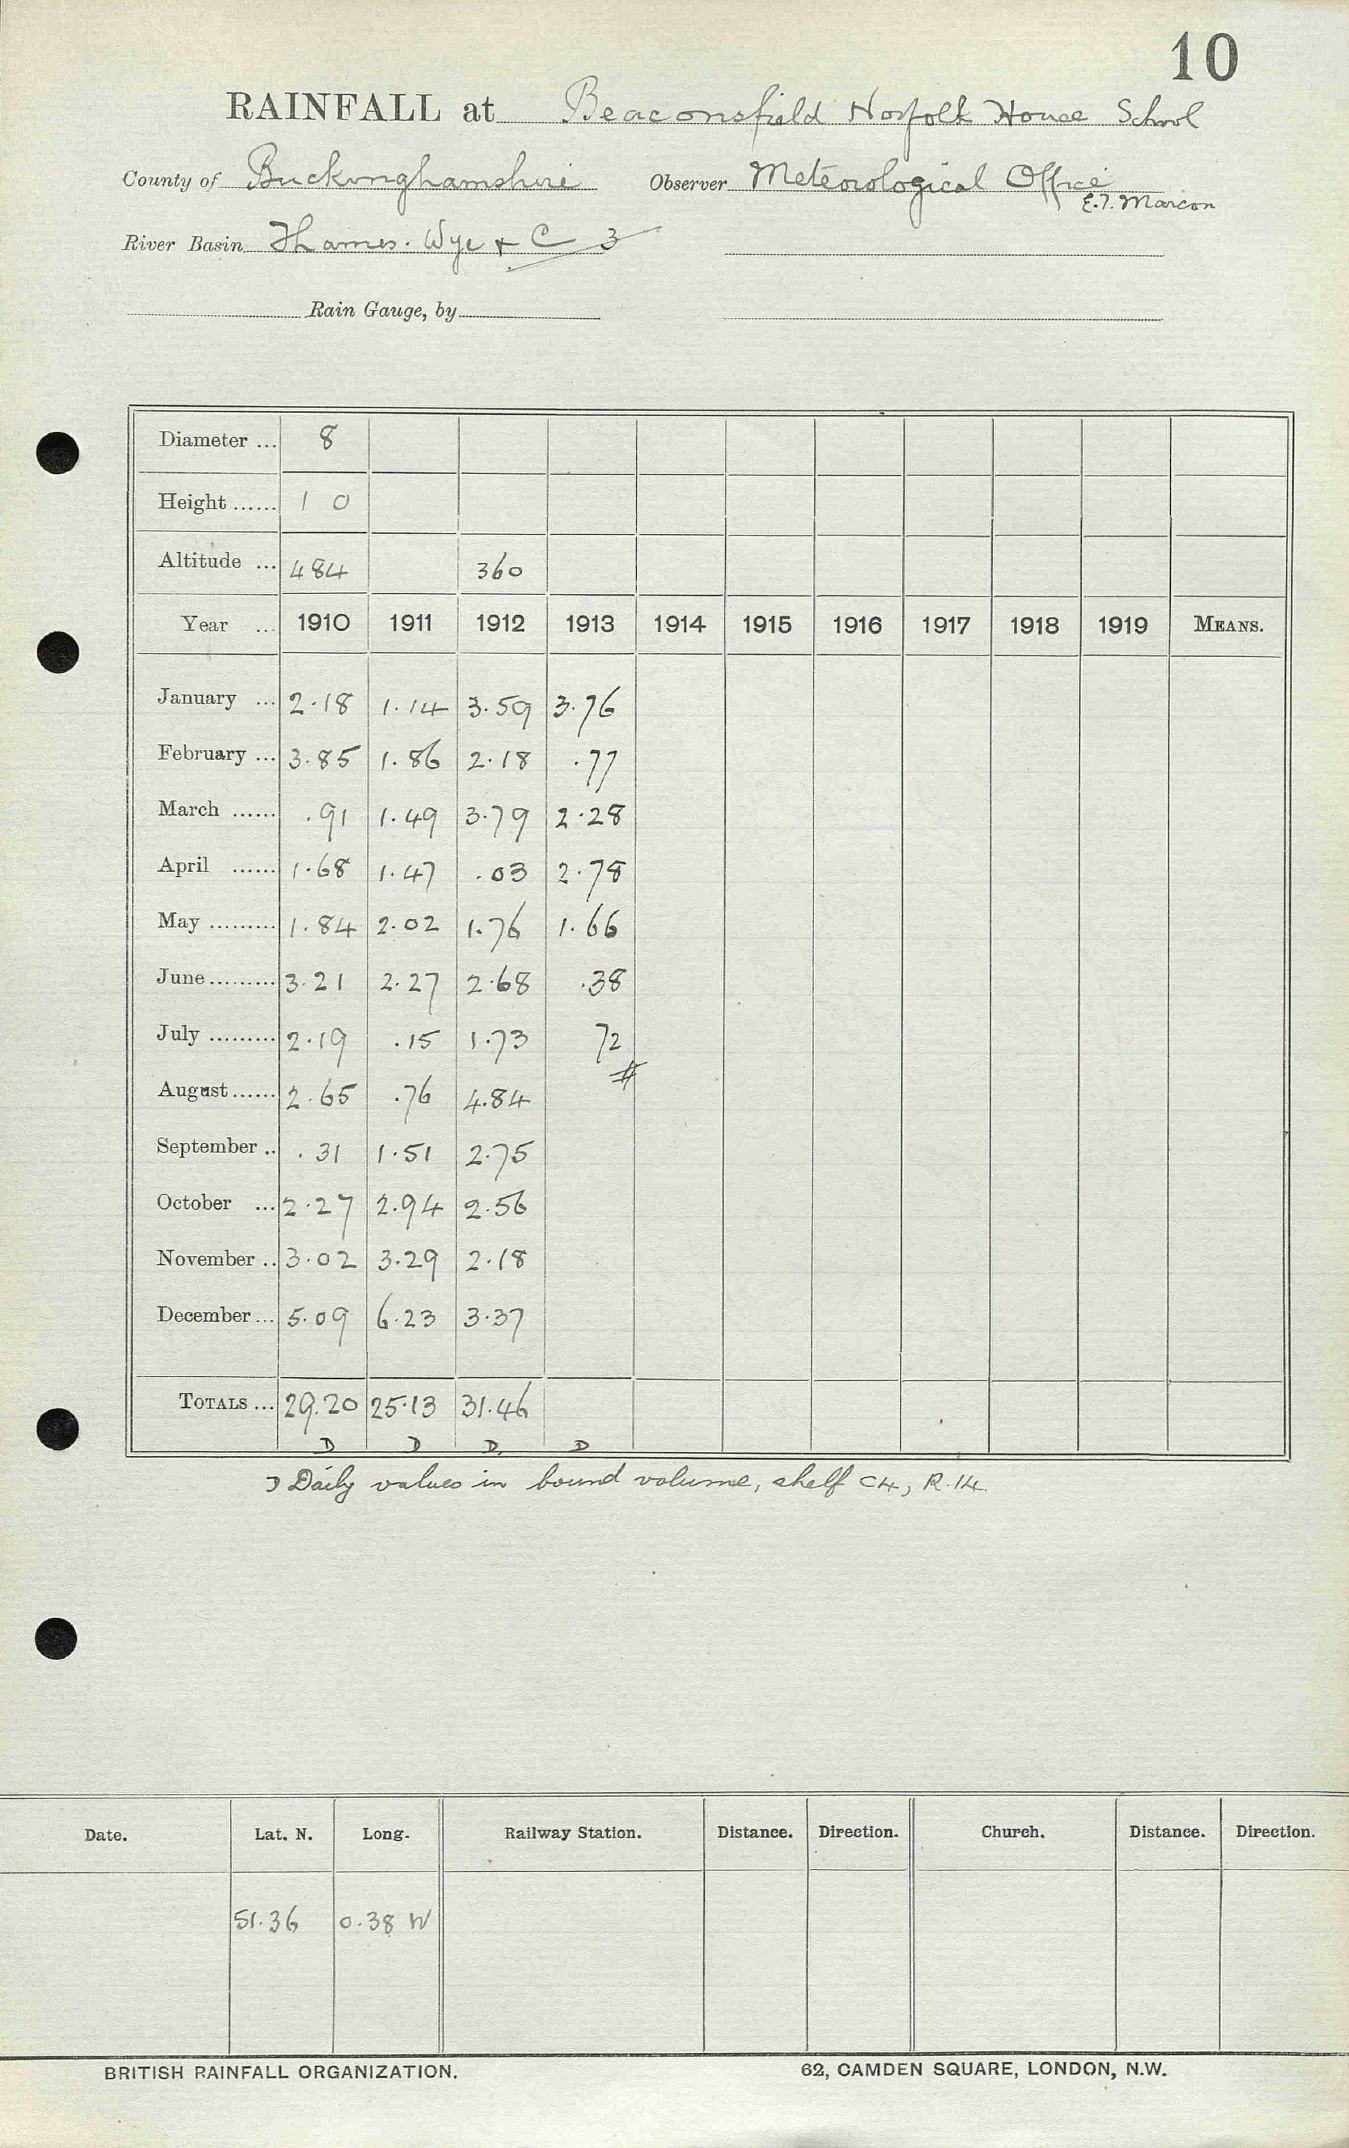 10
RAINFALL at Beaconsfield Norfolk House School
County of Buckinghamshire Observer Meteorological Office
E.T. Marcon
River Basin Thames. Wye & C 3
Rain Gauge, by
Diameter ... 8
Height ...... 1 0
Altitude ... 484 360
Year ... 1910 1911 1912 1913 1914 1915 1916 1917 1918 1919 MEANS.
January ... 2.18 1.14 3.59 3.76
February ... 3.85 1.86 2.18 .77
March ...... .91 1.49 3.79 2.28
April ...... 1.68 1.47 .03 2.78
May ......... 1.84 2.02 1.76 1.66
June ......... 3.21 2.27 2.68 .38
July ......... 2.19 .15 1.73 72
August ...... 2.65 .76 4.84
September .. .31 1.51 2.75
October ... 2.27 2.94 2.56
November .. 3.02 3.29 2.18
December ... 5.09 6.23 3.37
TOTALS ... 29.20 25.13 31.46
D D D D
D Daily values in bound volume, shelf C4, R.14.
Date. Lat. N. Long. Railway Station. Distance. Direction. Church. Distance. Direction.
51.36 0.38 W
BRITISH RAINFALL ORGANIZATION. 62, CAMDEN SQUARE, LONDON, N.W.